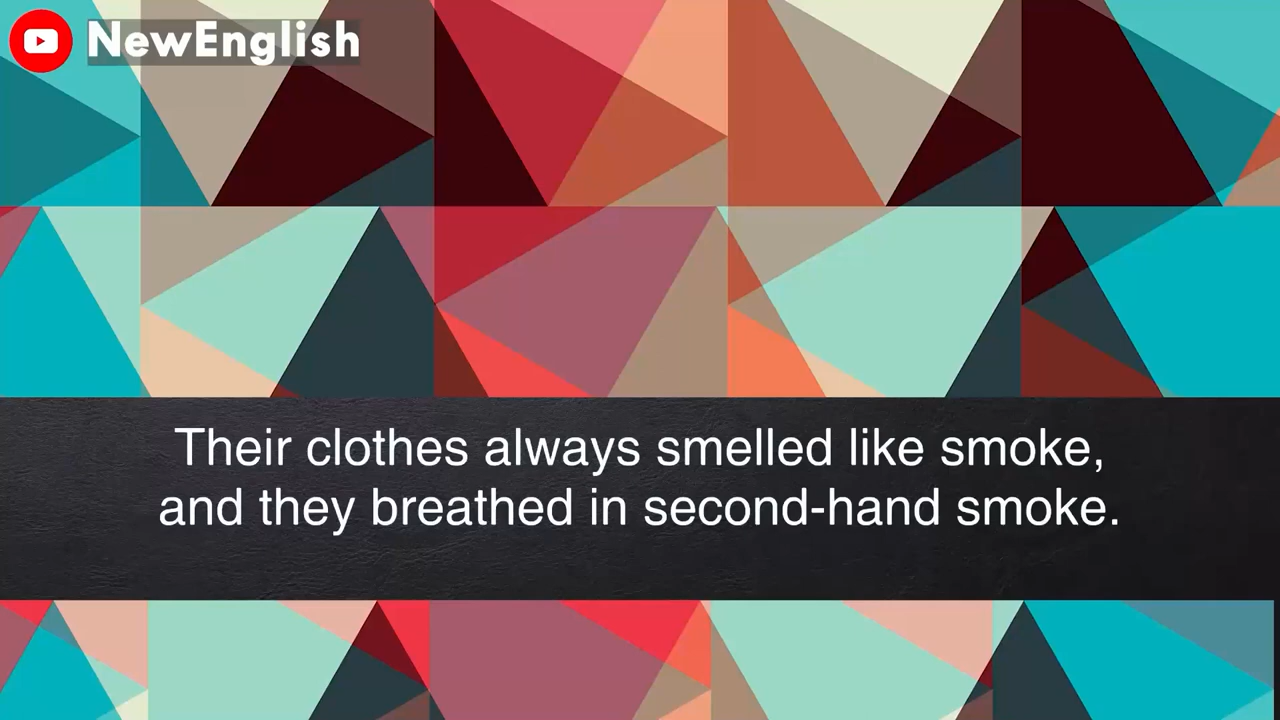 NewEnglish
Their clothes always smelled like smoke,
and they breathed in second-hand smoke.